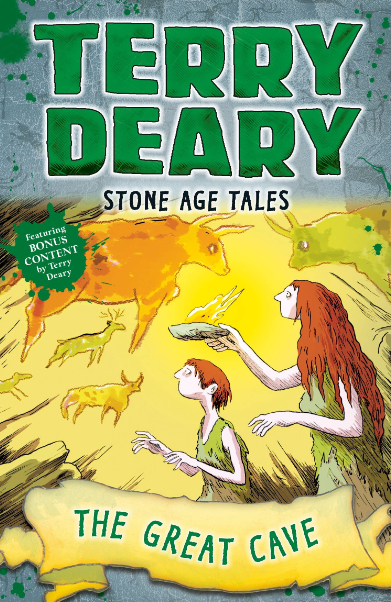 TERRY
DEARY
STONE AGE TALES
Featuring
BONUS
CONTENT
by Terry
Deary
THE GREAT CAVE